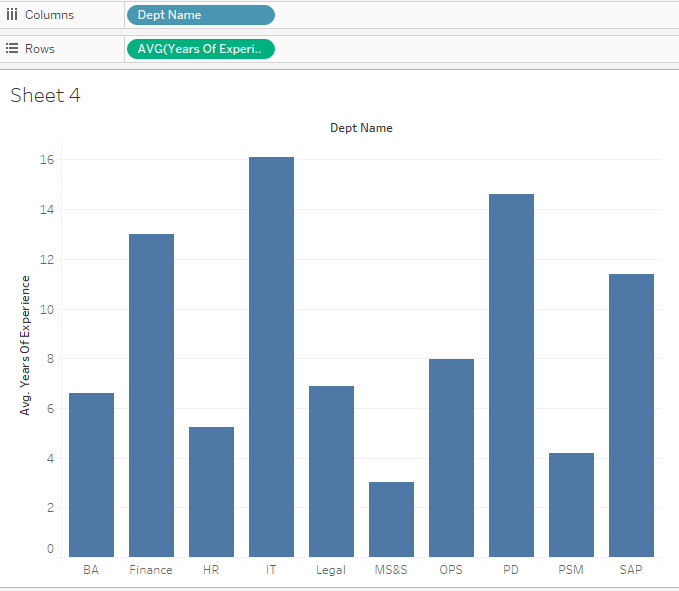 Columns
Dept Name
Rows
AVG(Years Of Experi..
Sheet 4
Dept Name
Avg. Years Of Experience
16
14
12
10
8
6
4
2
0
BA Finance HR IT Legal MS&S OPS PD PSM SAP